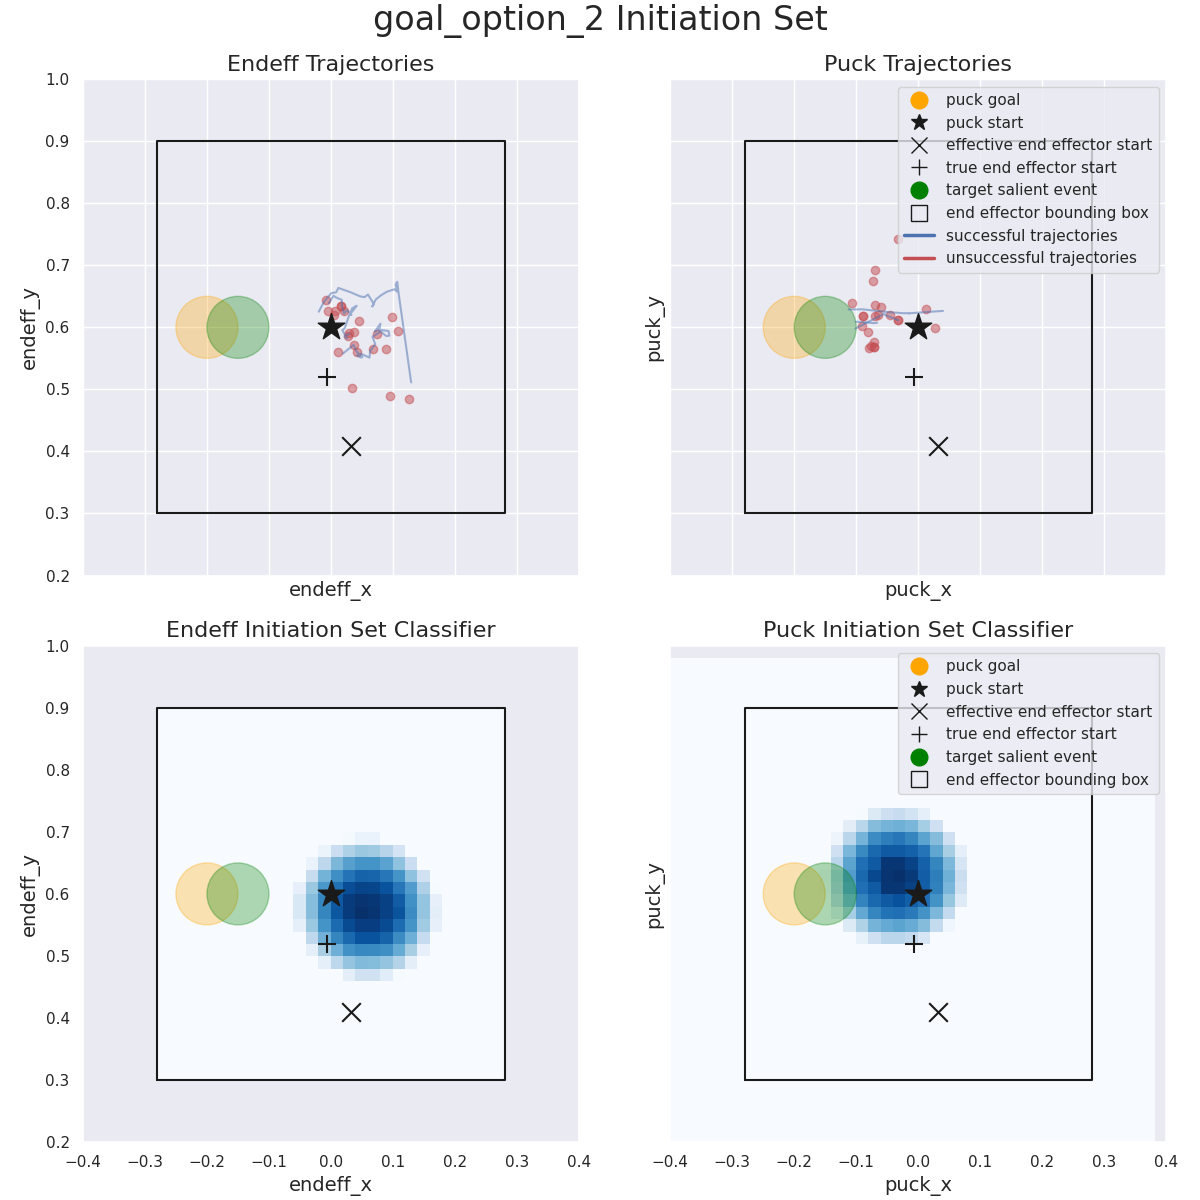 goal_option_2 Initiation Set
Endeff Trajectories
Puck Trajectories
1.0
0.9
0.8
0.7
0.6
0.5
0.4
0.3
0.2
endeff_y
endeff_x
puck_y
puck_x
puck goal
puck start
effective end effector start
true end effector start
target salient event
end effector bounding box
successful trajectories
unsuccessful trajectories
Endeff Initiation Set Classifier
Puck Initiation Set Classifier
1.0
0.9
0.8
0.7
0.6
0.5
0.4
0.3
0.2
endeff_y
−0.4 −0.3 −0.2 −0.1 0.0 0.1 0.2 0.3 0.4
endeff_x
puck_y
puck goal
puck start
effective end effector start
true end effector start
target salient event
end effector bounding box
−0.4 −0.3 −0.2 −0.1 0.0 0.1 0.2 0.3 0.4
puck_x